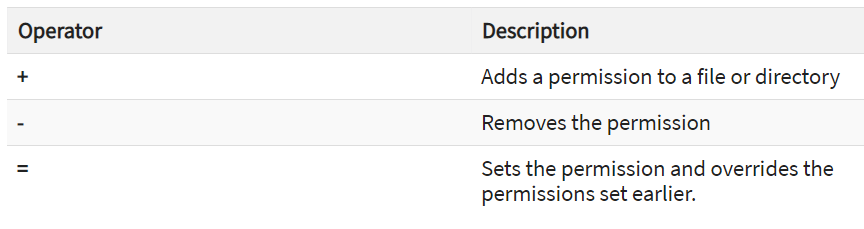 Operator Description
+ Adds a permission to a file or directory
- Removes the permission
= Sets the permission and overrides the
permissions set earlier.